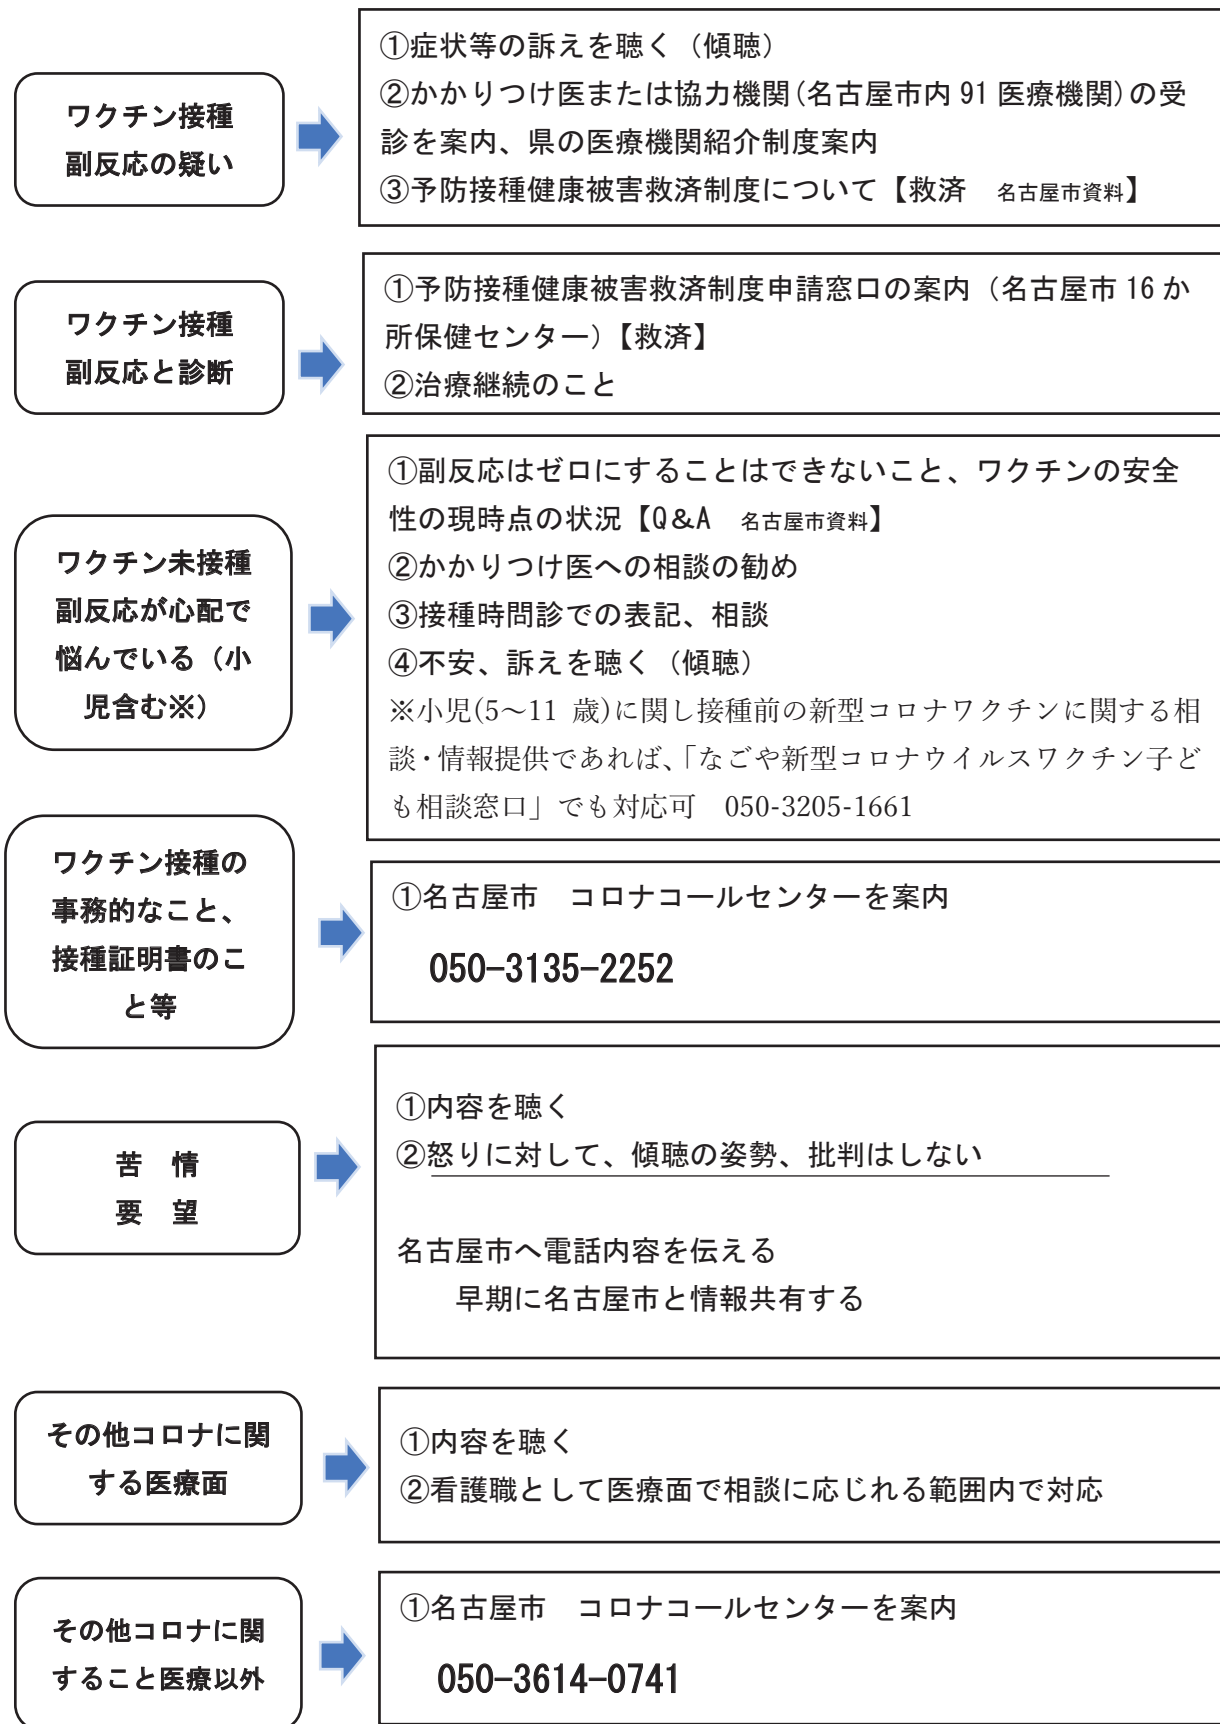 ワクチン接種
副反応の疑い
①症状等の訴えを聴く（傾聴）
②かかりつけ医または協力機関(名古屋市内 91 医療機関)の受
診を案内、県の医療機関紹介制度案内
③予防接種健康被害救済制度について【救済　名古屋市資料】
ワクチン接種
副反応と診断
①予防接種健康被害救済制度申請窓口の案内（名古屋市 16 か
所保健センター）【救済】
②治療継続のこと
ワクチン未接種
副反応が心配で
悩んでいる（小
児含む※）
①副反応はゼロにすることはできないこと、ワクチンの安全
性の現時点の状況【Q＆A　名古屋市資料】
②かかりつけ医への相談の勧め
③接種時問診での表記、相談
④不安、訴えを聴く（傾聴）
※小児(5～11 歳)に関し接種前の新型コロナワクチンに関する相
談・情報提供であれば、「なごや新型コロナウイルスワクチン子ど
も相談窓口」でも対応可　050-3205-1661
ワクチン接種の
事務的なこと、
接種証明書のこ
と等
①名古屋市　コロナコールセンターを案内
050−3135−2252
苦　情
要　望
①内容を聴く
②怒りに対して、傾聴の姿勢、批判はしない
名古屋市へ電話内容を伝える
早期に名古屋市と情報共有する
その他コロナに関
する医療面
①内容を聴く
②看護職として医療面で相談に応じれる範囲内で対応
その他コロナに関
すること医療以外
①名古屋市　コロナコールセンターを案内
050−3614−0741